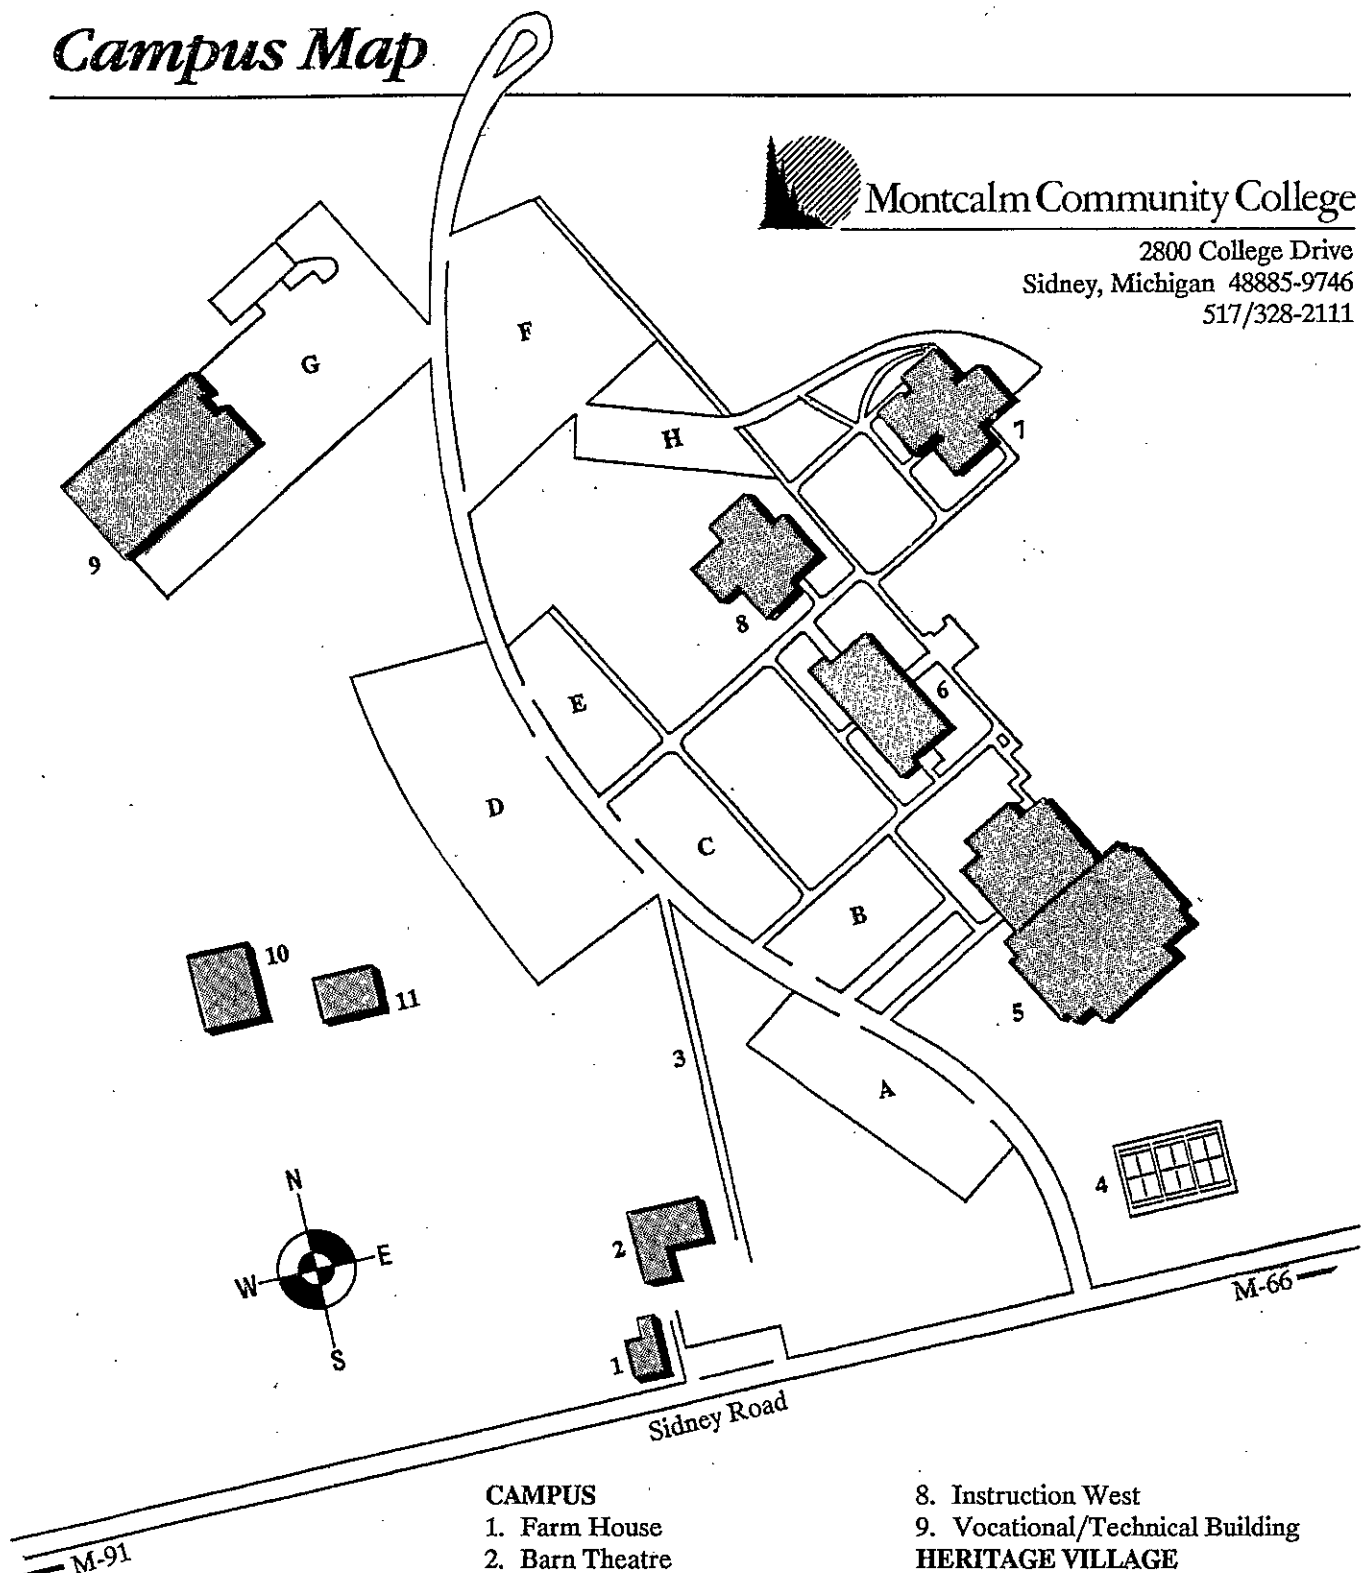 Campus Map
Montcalm Community College
2800 College Drive
Sidney, Michigan 48885-9746
517/328-2111
F
G
H
7
9
8
6
E
D
C
B
10
11
5
3
A
4
N
W
E
S
2
1
M-66
Sidney Road
M-91
CAMPUS
1. Farm House
2. Barn Theatre
8. Instruction West
9. Vocational/Technical Building
HERITAGE VILLAGE